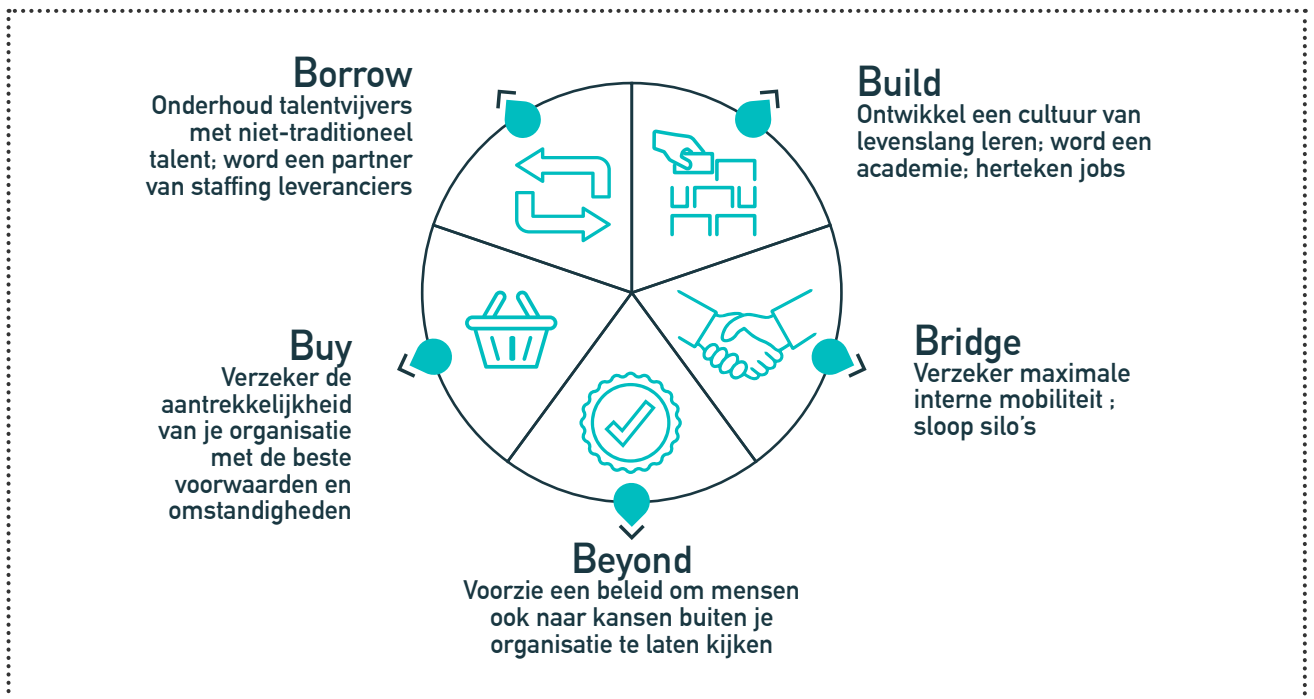 Borrow
Onderhoud talentvijvers
met niet-traditioneel
talent; word een partner
van staffing leveranciers
Build
Ontwikkel een cultuur van
levenslang leren; word een
academie; herteken jobs
Buy
Verzeker de
aantrekkelijkheid
van je organisatie
met de beste
voorwaarden en
omstandigheden
Bridge
Verzeker maximale
interne mobiliteit ;
sloop silo's
Beyond
Voorzie een beleid om mensen
ook naar kansen buiten je
organisatie te laten kijken